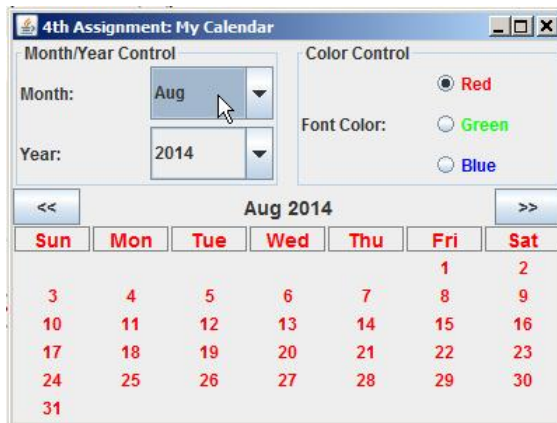 4th Assignment: My Calendar
Month/Year Control
Color Control
Month: Aug
Year: 2014
Font Color:
Red
Green
Blue
<< Aug 2014 >>
Sun Mon Tue Wed Thu Fri Sat
1 2
3 4 5 6 7 8 9
10 11 12 13 14 15 16
17 18 19 20 21 22 23
24 25 26 27 28 29 30
31